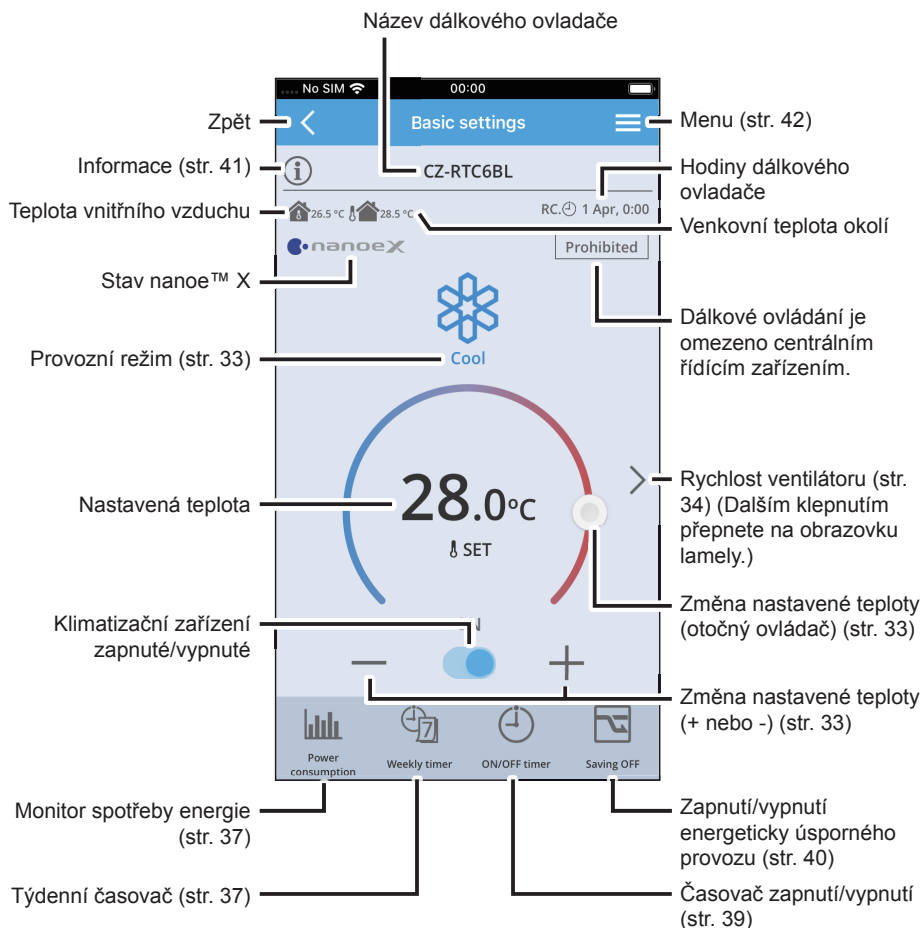 Název dálkového ovladače
No SIM 00:00
Zpět
Basic settings
Menu (str. 42)
Informace (str. 41)
CZ-RTC6BL
Hodiny dálkového
ovladače
Teplota vnitřního vzduchu
26.5 °C 28.5 °C
RC. 1 Apr, 0:00
Venkovní teplota okolí
nanoeX
Prohibited
Stav nanoe™ X
Dálkové ovládání je
omezeno centrálním
řídícím zařízením.
Provozní režim (str. 33)
Cool
Nastavená teplota
28.0°C
SET
Rychlost ventilátoru (str.
34) (Dalším klepnutím
přepnete na obrazovku
lamely.)
Změna nastavené teploty
(otočný ovládač) (str. 33)
Klimatizační zařízení
zapnuté/vypnuté
Změna nastavené teploty
(+ nebo -) (str. 33)
7
Power
consumption
Weekly timer
ON/OFF timer
Saving OFF
Monitor spotřeby energie
(str. 37)
Zapnutí/vypnutí
energeticky úsporného
provozu (str. 40)
Týdenní časovač (str. 37)
Časovač zapnutí/vypnutí
(str. 39)